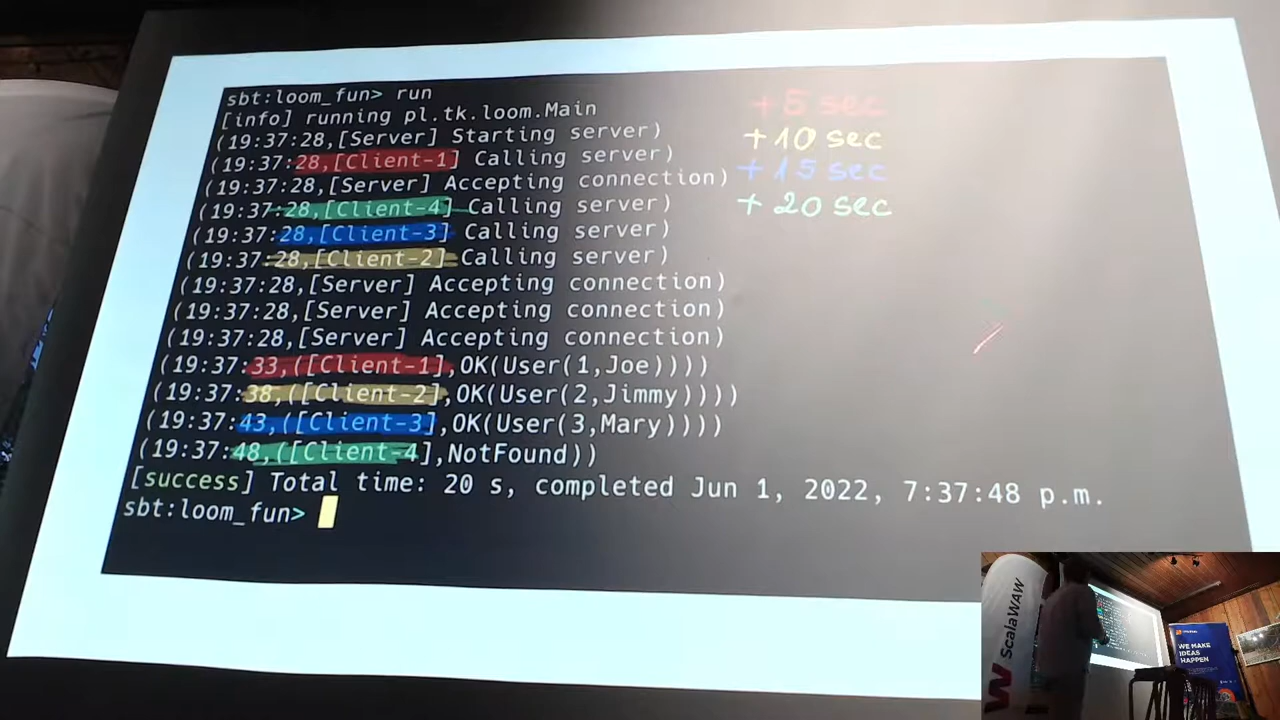 sbt:loom_fun> run
[info] running pl.tk.loom.Main
(19:37:28,[Server] Starting server)
(19:37:28,[Client-1] Calling server)
(19:37:28,[Server] Accepting connection)
(19:37:28,[Client-4] Calling server)
(19:37:28,[Client-3] Calling server)
(19:37:28,[Client-2] Calling server)
(19:37:28,[Server] Accepting connection)
(19:37:28,[Server] Accepting connection)
(19:37:28,[Server] Accepting connection)
(19:37:33,([Client-1],OK(User(1,Joe))))
(19:37:38,([Client-2],OK(User(2,Jimmy))))
(19:37:43,([Client-3],OK(User(3,Mary))))
(19:37:48,([Client-4],NotFound))
[success] Total time: 20 s, completed Jun 1, 2022, 7:37:48 p.m.
sbt:loom_fun>
+5 sec
+10 sec
+15 sec
+20 sec
W ScalaWAW
WE MAKE
IDEAS
HAPPEN